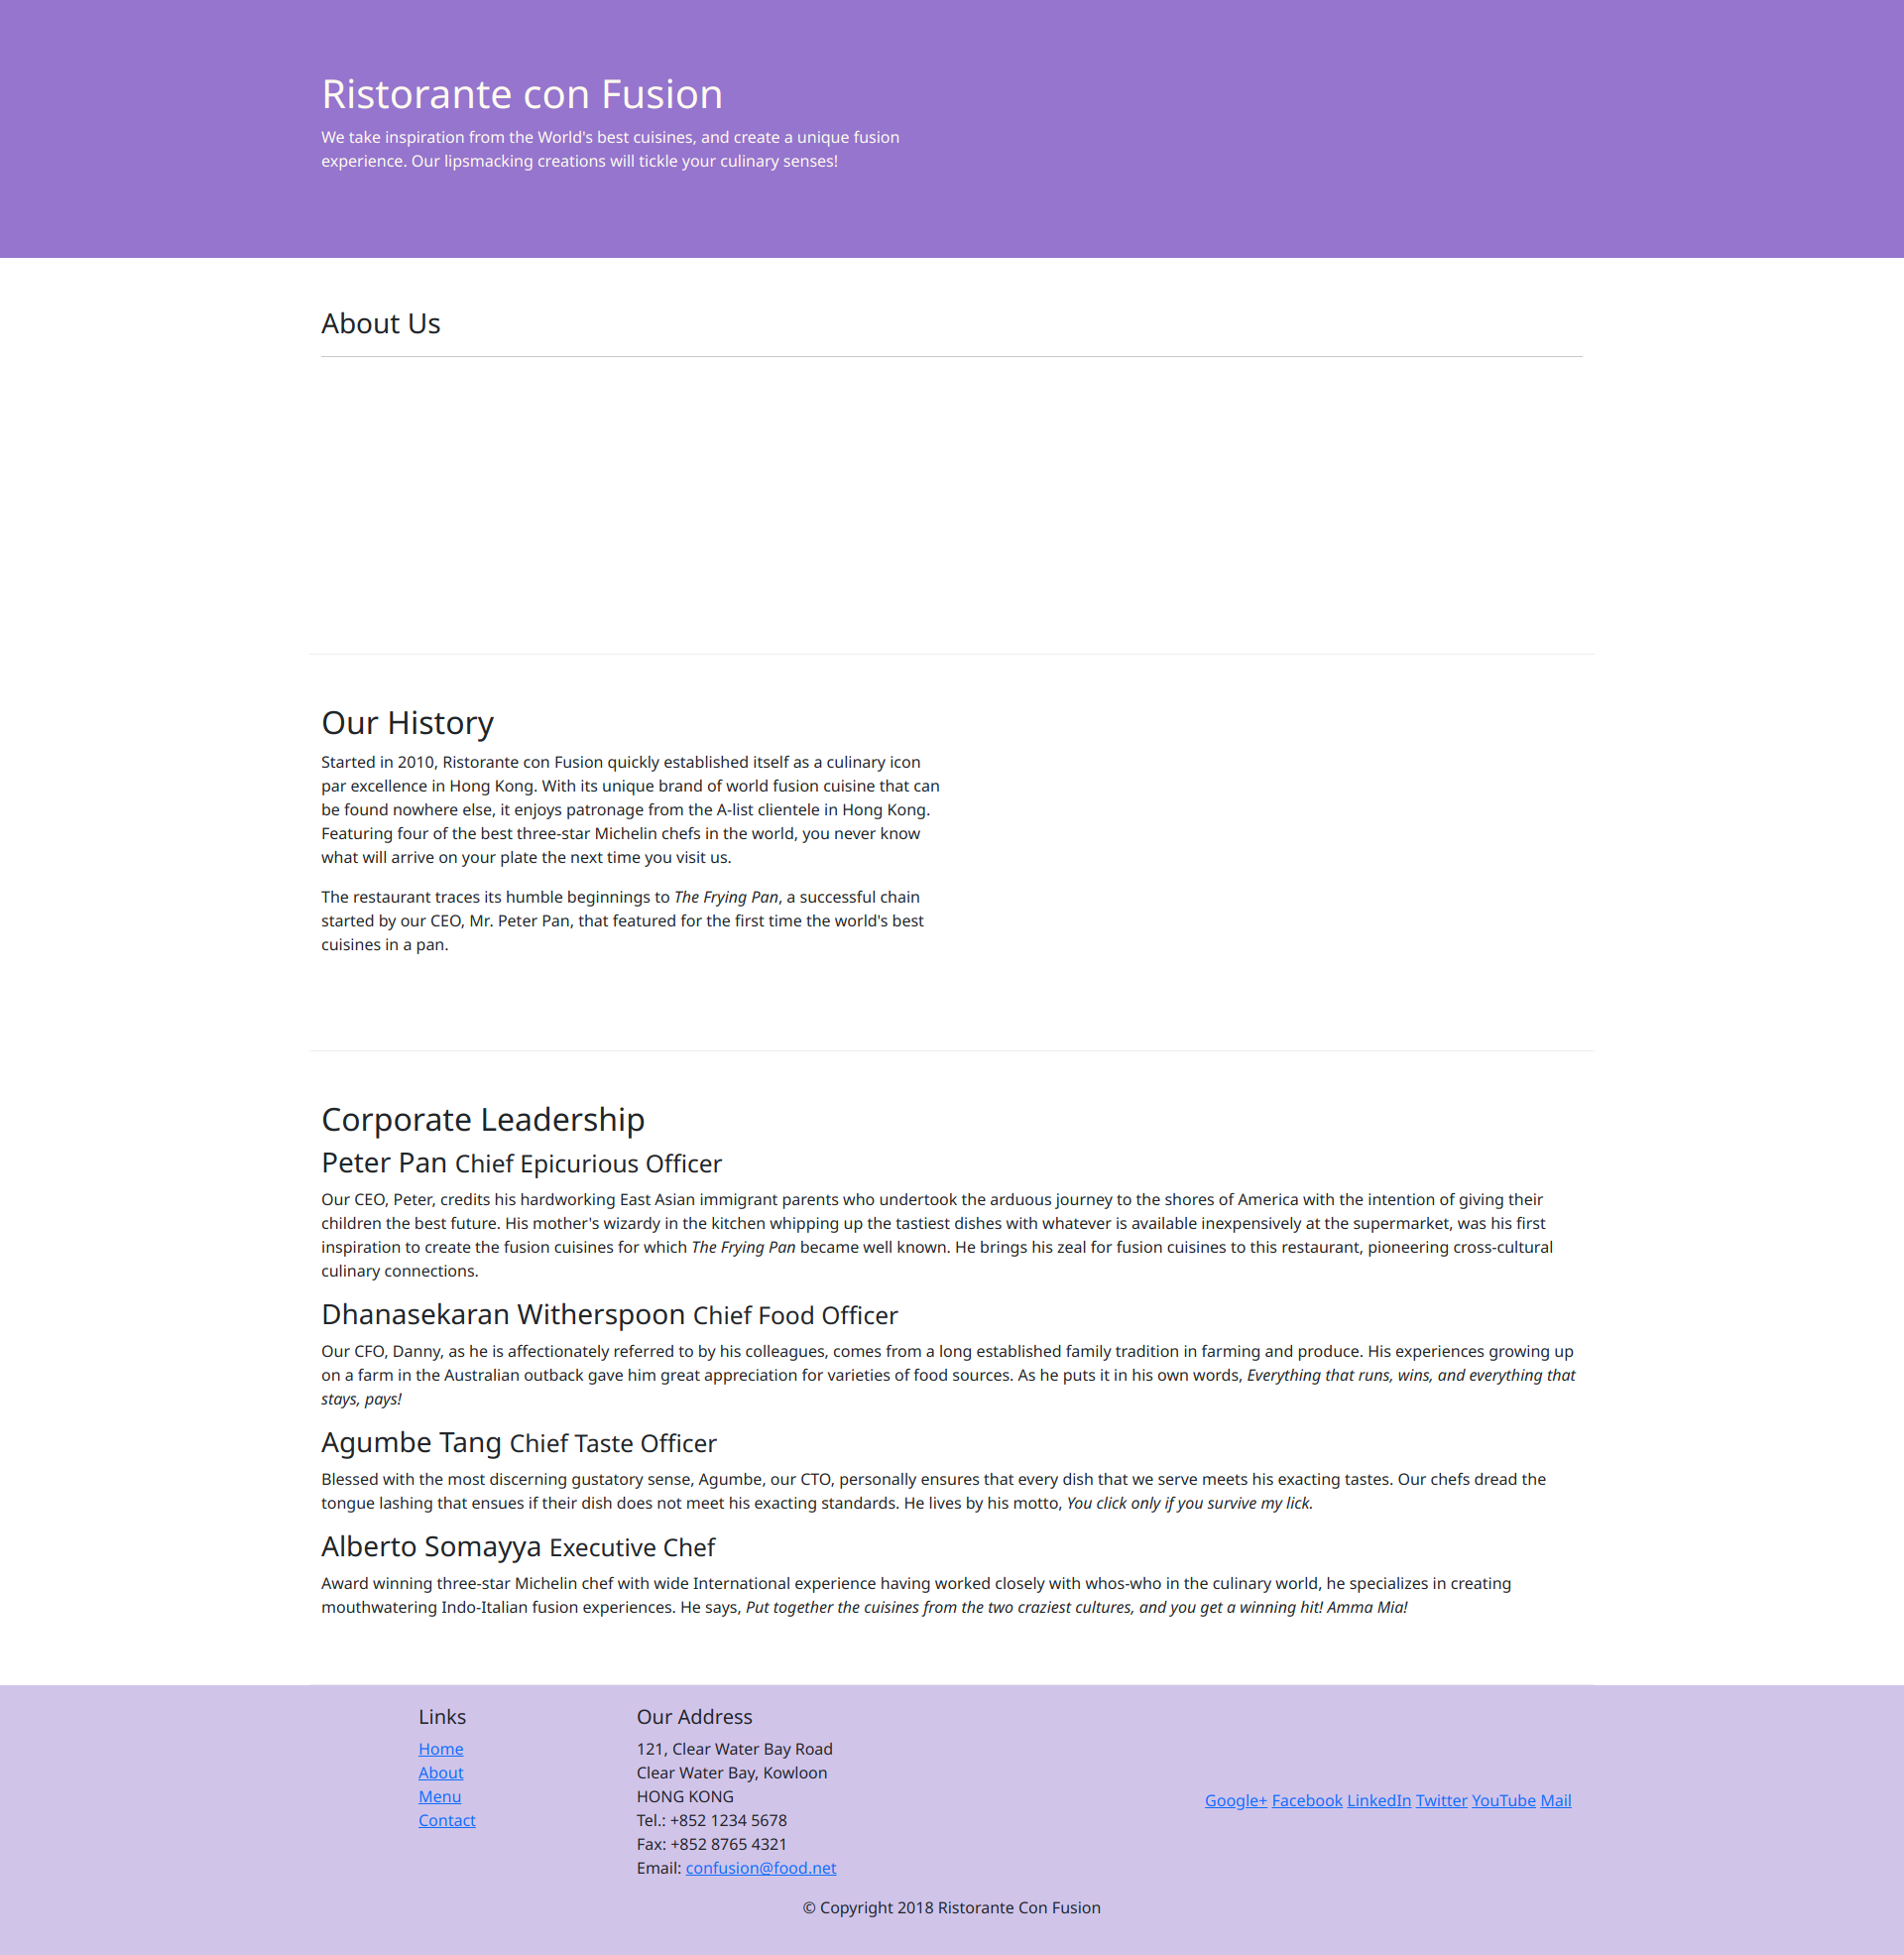 Ristorante con Fusion
We take inspiration from the World's best cuisines, and create a unique fusion
experience. Our lipsmacking creations will tickle your culinary senses!
About Us
Our History
Started in 2010, Ristorante con Fusion quickly established itself as a culinary icon
par excellence in Hong Kong. With its unique brand of world fusion cuisine that can
be found nowhere else, it enjoys patronage from the A-list clientele in Hong Kong.
Featuring four of the best three-star Michelin chefs in the world, you never know
what will arrive on your plate the next time you visit us.
The restaurant traces its humble beginnings to The Frying Pan, a successful chain
started by our CEO, Mr. Peter Pan, that featured for the first time the world's best
cuisines in a pan.
Corporate Leadership
Peter Pan Chief Epicurious Officer
Our CEO, Peter, credits his hardworking East Asian immigrant parents who undertook the arduous journey to the shores of America with the intention of giving their
children the best future. His mother's wizardy in the kitchen whipping up the tastiest dishes with whatever is available inexpensively at the supermarket, was his first
inspiration to create the fusion cuisines for which The Frying Pan became well known. He brings his zeal for fusion cuisines to this restaurant, pioneering cross-cultural
culinary connections.
Dhanasekaran Witherspoon Chief Food Officer
Our CFO, Danny, as he is affectionately referred to by his colleagues, comes from a long established family tradition in farming and produce. His experiences growing up
on a farm in the Australian outback gave him great appreciation for varieties of food sources. As he puts it in his own words, Everything that runs, wins, and everything that
stays, pays!
Agumbe Tang Chief Taste Officer
Blessed with the most discerning gustatory sense, Agumbe, our CTO, personally ensures that every dish that we serve meets his exacting tastes. Our chefs dread the
tongue lashing that ensues if their dish does not meet his exacting standards. He lives by his motto, You click only if you survive my lick.
Alberto Somayya Executive Chef
Award winning three-star Michelin chef with wide International experience having worked closely with whos-who in the culinary world, he specializes in creating
mouthwatering Indo-Italian fusion experiences. He says, Put together the cuisines from the two craziest cultures, and you get a winning hit! Amma Mia!
Links
Home
About
Menu
Contact
Our Address
121, Clear Water Bay Road
Clear Water Bay, Kowloon
HONG KONG
Tel.: +852 1234 5678
Fax: +852 8765 4321
Email: confusion@food.net
Google+ Facebook LinkedIn Twitter YouTube Mail
© Copyright 2018 Ristorante Con Fusion